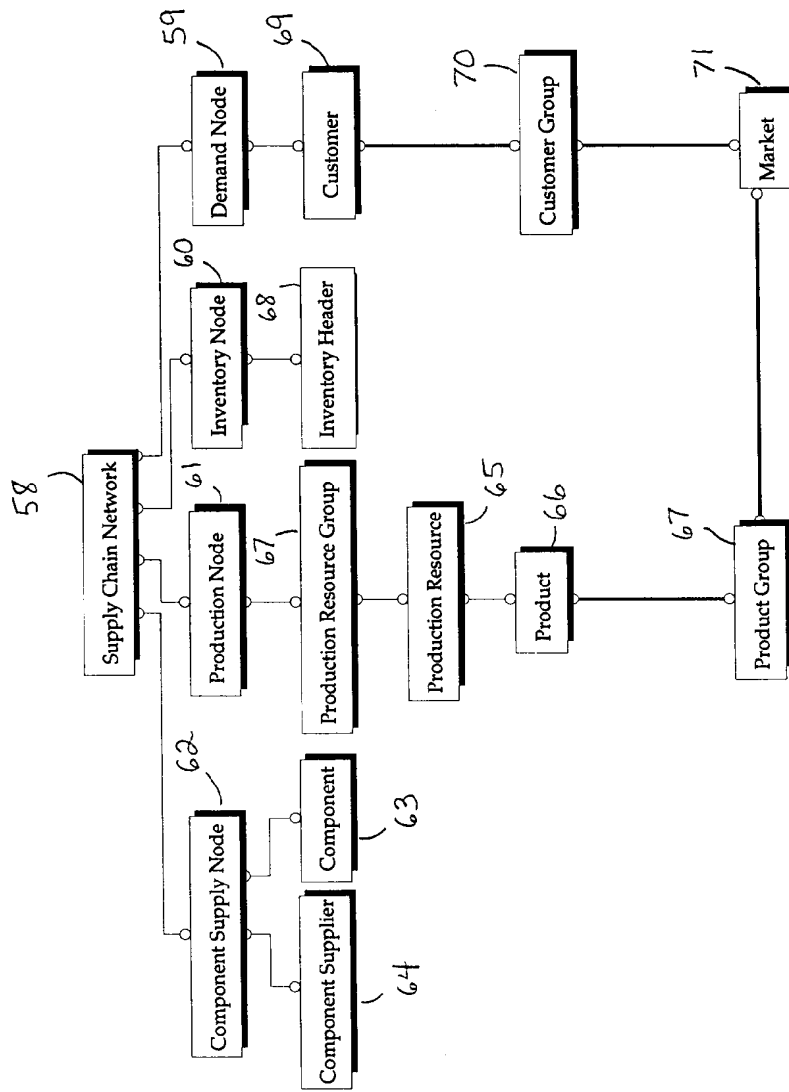 58
Supply Chain Network
62
Component Supply Node
61
Production Node
60
Inventory Node
59
Demand Node
64
Component Supplier
63
Component
67
Production Resource Group
68
Inventory Header
69
Customer
65
Production Resource
66
Product
70
Customer Group
67
Product Group
71
Market